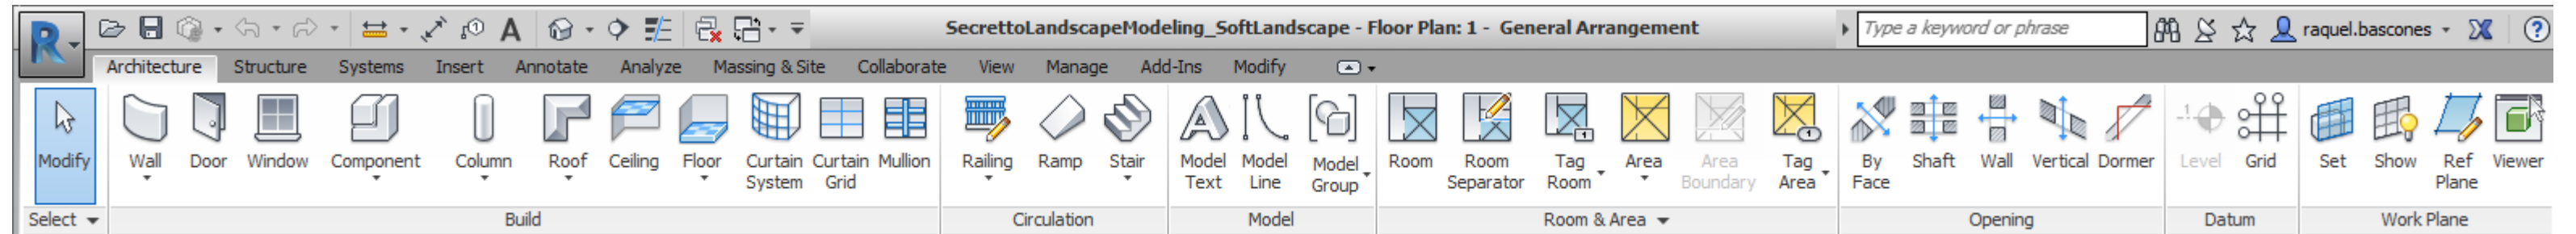 SecrettoLandscapeModeling_SoftLandscape - Floor Plan: 1 - General Arrangement Type a keyword or phrase raquel.bascones
Architecture Structure Systems Insert Annotate Analyze Massing & Site Collaborate View Manage Add-Ins Modify
Modify Wall Door Window Component Column Roof Ceiling Floor Curtain System Curtain Grid Mullion Railing Ramp Stair Model Text Model Line Model Group Room Room Separator Tag Room Area Area Boundary Tag Area By Face Shaft Wall Vertical Dormer Level Grid Set Show Ref Plane Viewer
Select Build Circulation Model Room & Area Opening Datum Work Plane